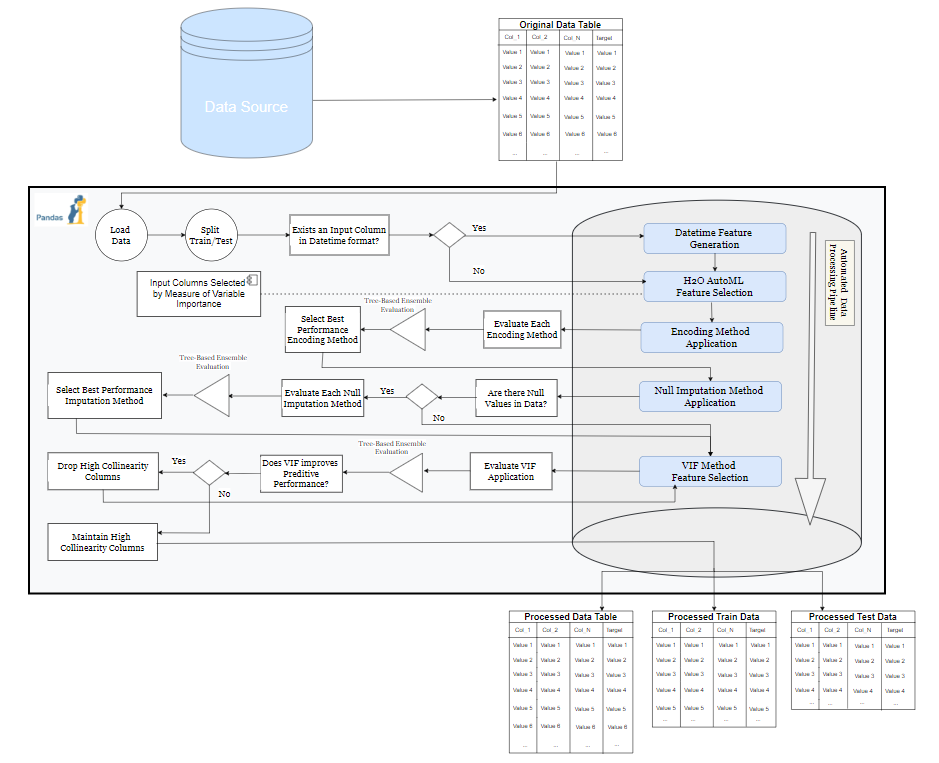 Data Source
Original Data Table
Col_1 Col_2 Col_N Target
Value 1 Value 1 Value 1 Value 1
Value 2 Value 2 Value 2 Value 2
Value 3 Value 3 Value 3 Value 3
Value 4 Value 4 Value 4 Value 4
Value 5 Value 5 Value 5 Value 5
Value 6 Value 6 Value 6 Value 6
... ... ... ...
Pandas
Load
Data
Split
Train/Test
Exists an Input Column
in Datetime format?
Yes
No
Datetime Feature
Generation
Automated Data
Processing Pipeline
Input Columns Selected
by Measure of Variable
Importance
H2O AutoML
Feature Selection
Select Best
Performance
Encoding Method
Tree-Based Ensemble
Evaluation
Evaluate Each
Encoding Method
Encoding Method
Application
Select Best Performance
Imputation Method
Tree-Based Ensemble
Evaluation
Evaluate Each Null
Imputation Method
Yes
No
Are there Null
Values in Data?
Null Imputation Method
Application
Drop High Collinearity
Columns
Yes
No
Does VIF improves
Preditive
Performance?
Tree-Based Ensemble
Evaluation
Evaluate VIF
Application
VIF Method
Feature Selection
Maintain High
Collinearity Columns
Processed Data Table
Col_1 Col_2 Col_N Target
Value 1 Value 1 Value 1 Value 1
Value 2 Value 2 Value 2 Value 2
Value 3 Value 3 Value 3 Value 3
Value 4 Value 4 Value 4 Value 4
Value 5 Value 5 Value 5 Value 5
Value 6 Value 6 Value 6 Value 6
... ... ... ...
Processed Train Data
Col_1 Col_2 Col_N Target
Value 1 Value 1 Value 1 Value 1
Value 2 Value 2 Value 2 Value 2
Value 3 Value 3 Value 3 Value 3
Value 4 Value 4 Value 4 Value 4
Value 5 Value 5 Value 5 Value 5
... ... ... ...
Processed Test Data
Col_1 Col_2 Col_N Target
Value 1 Value 1 Value 1 Value 1
Value 2 Value 2 Value 2 Value 2
Value 3 Value 3 Value 3 Value 3
Value 4 Value 4 Value 4 Value 4
... ... ... ...